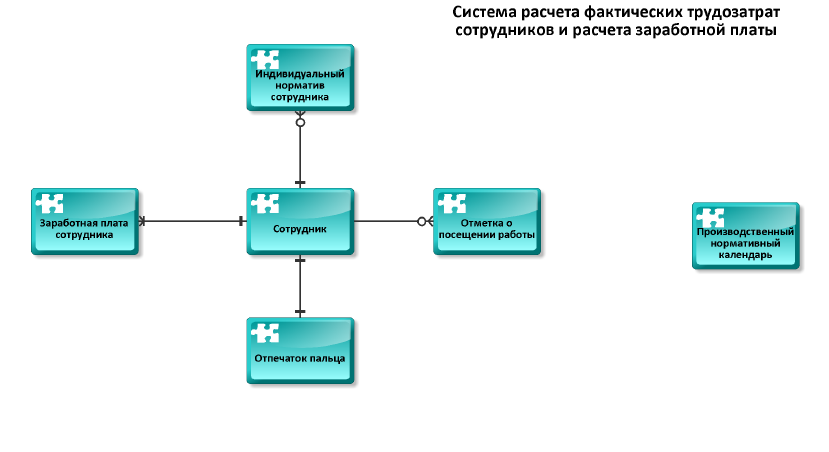 Система расчета фактических трудозатрат
сотрудников и расчета заработной платы
Индивидуальный
норматив
сотрудника
Заработная плата
сотрудника
Сотрудник
Отметка о
посещении работы
Производственный
нормативный
календарь
Отпечаток пальца